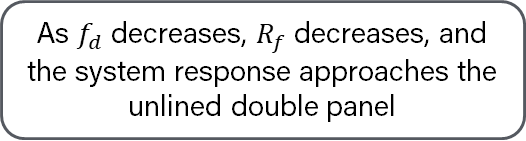 As f_d decreases, R_f decreases, and
the system response approaches the
unlined double panel